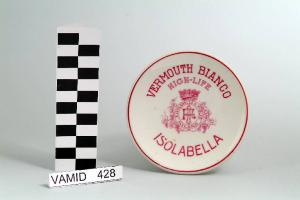 VERMOUTH BIANCO
HIGH-LIFE
ISOLABELLA
VAMID 428